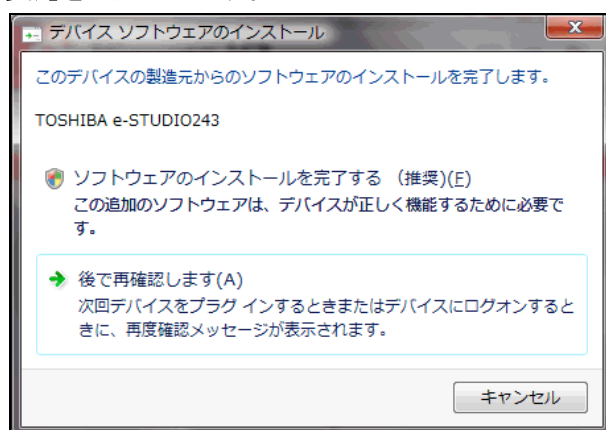 デバイス ソフトウェアのインストール
このデバイスの製造元からのソフトウェアのインストールを完了します。
TOSHIBA e-STUDIO243
ソフトウェアのインストールを完了する （推奨)(F)
この追加のソフトウェアは、デバイスが正しく機能するために必要で
す。
後で再確認します(A)
次回デバイスをプラグ インするときまたはデバイスにログオンすると
きに、再度確認メッセージが表示されます。
キャンセル